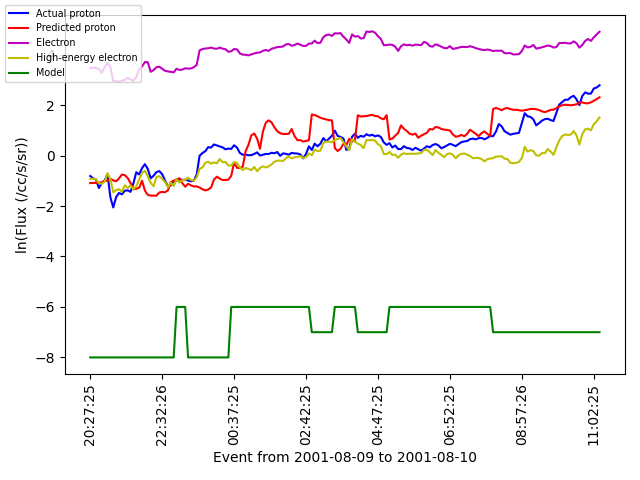 Actual proton
Predicted proton
Electron
High-energy electron
Model
2
0
−2
−4
−6
−8
ln(Flux (/cc/s/sr))
20:27:25
22:32:26
00:37:25
02:42:25
04:47:25
06:52:25
08:57:26
11:02:25
Event from 2001-08-09 to 2001-08-10